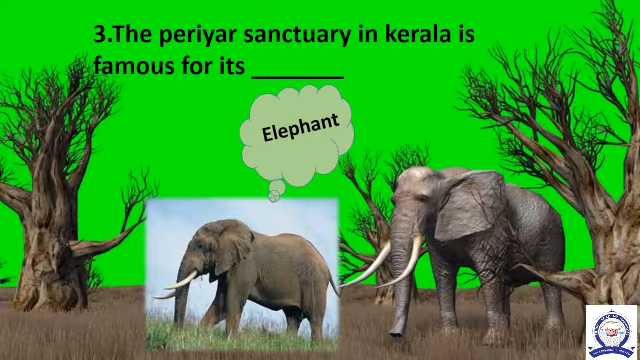 3.The periyar sanctuary in kerala is
famous for its _______
Elephant